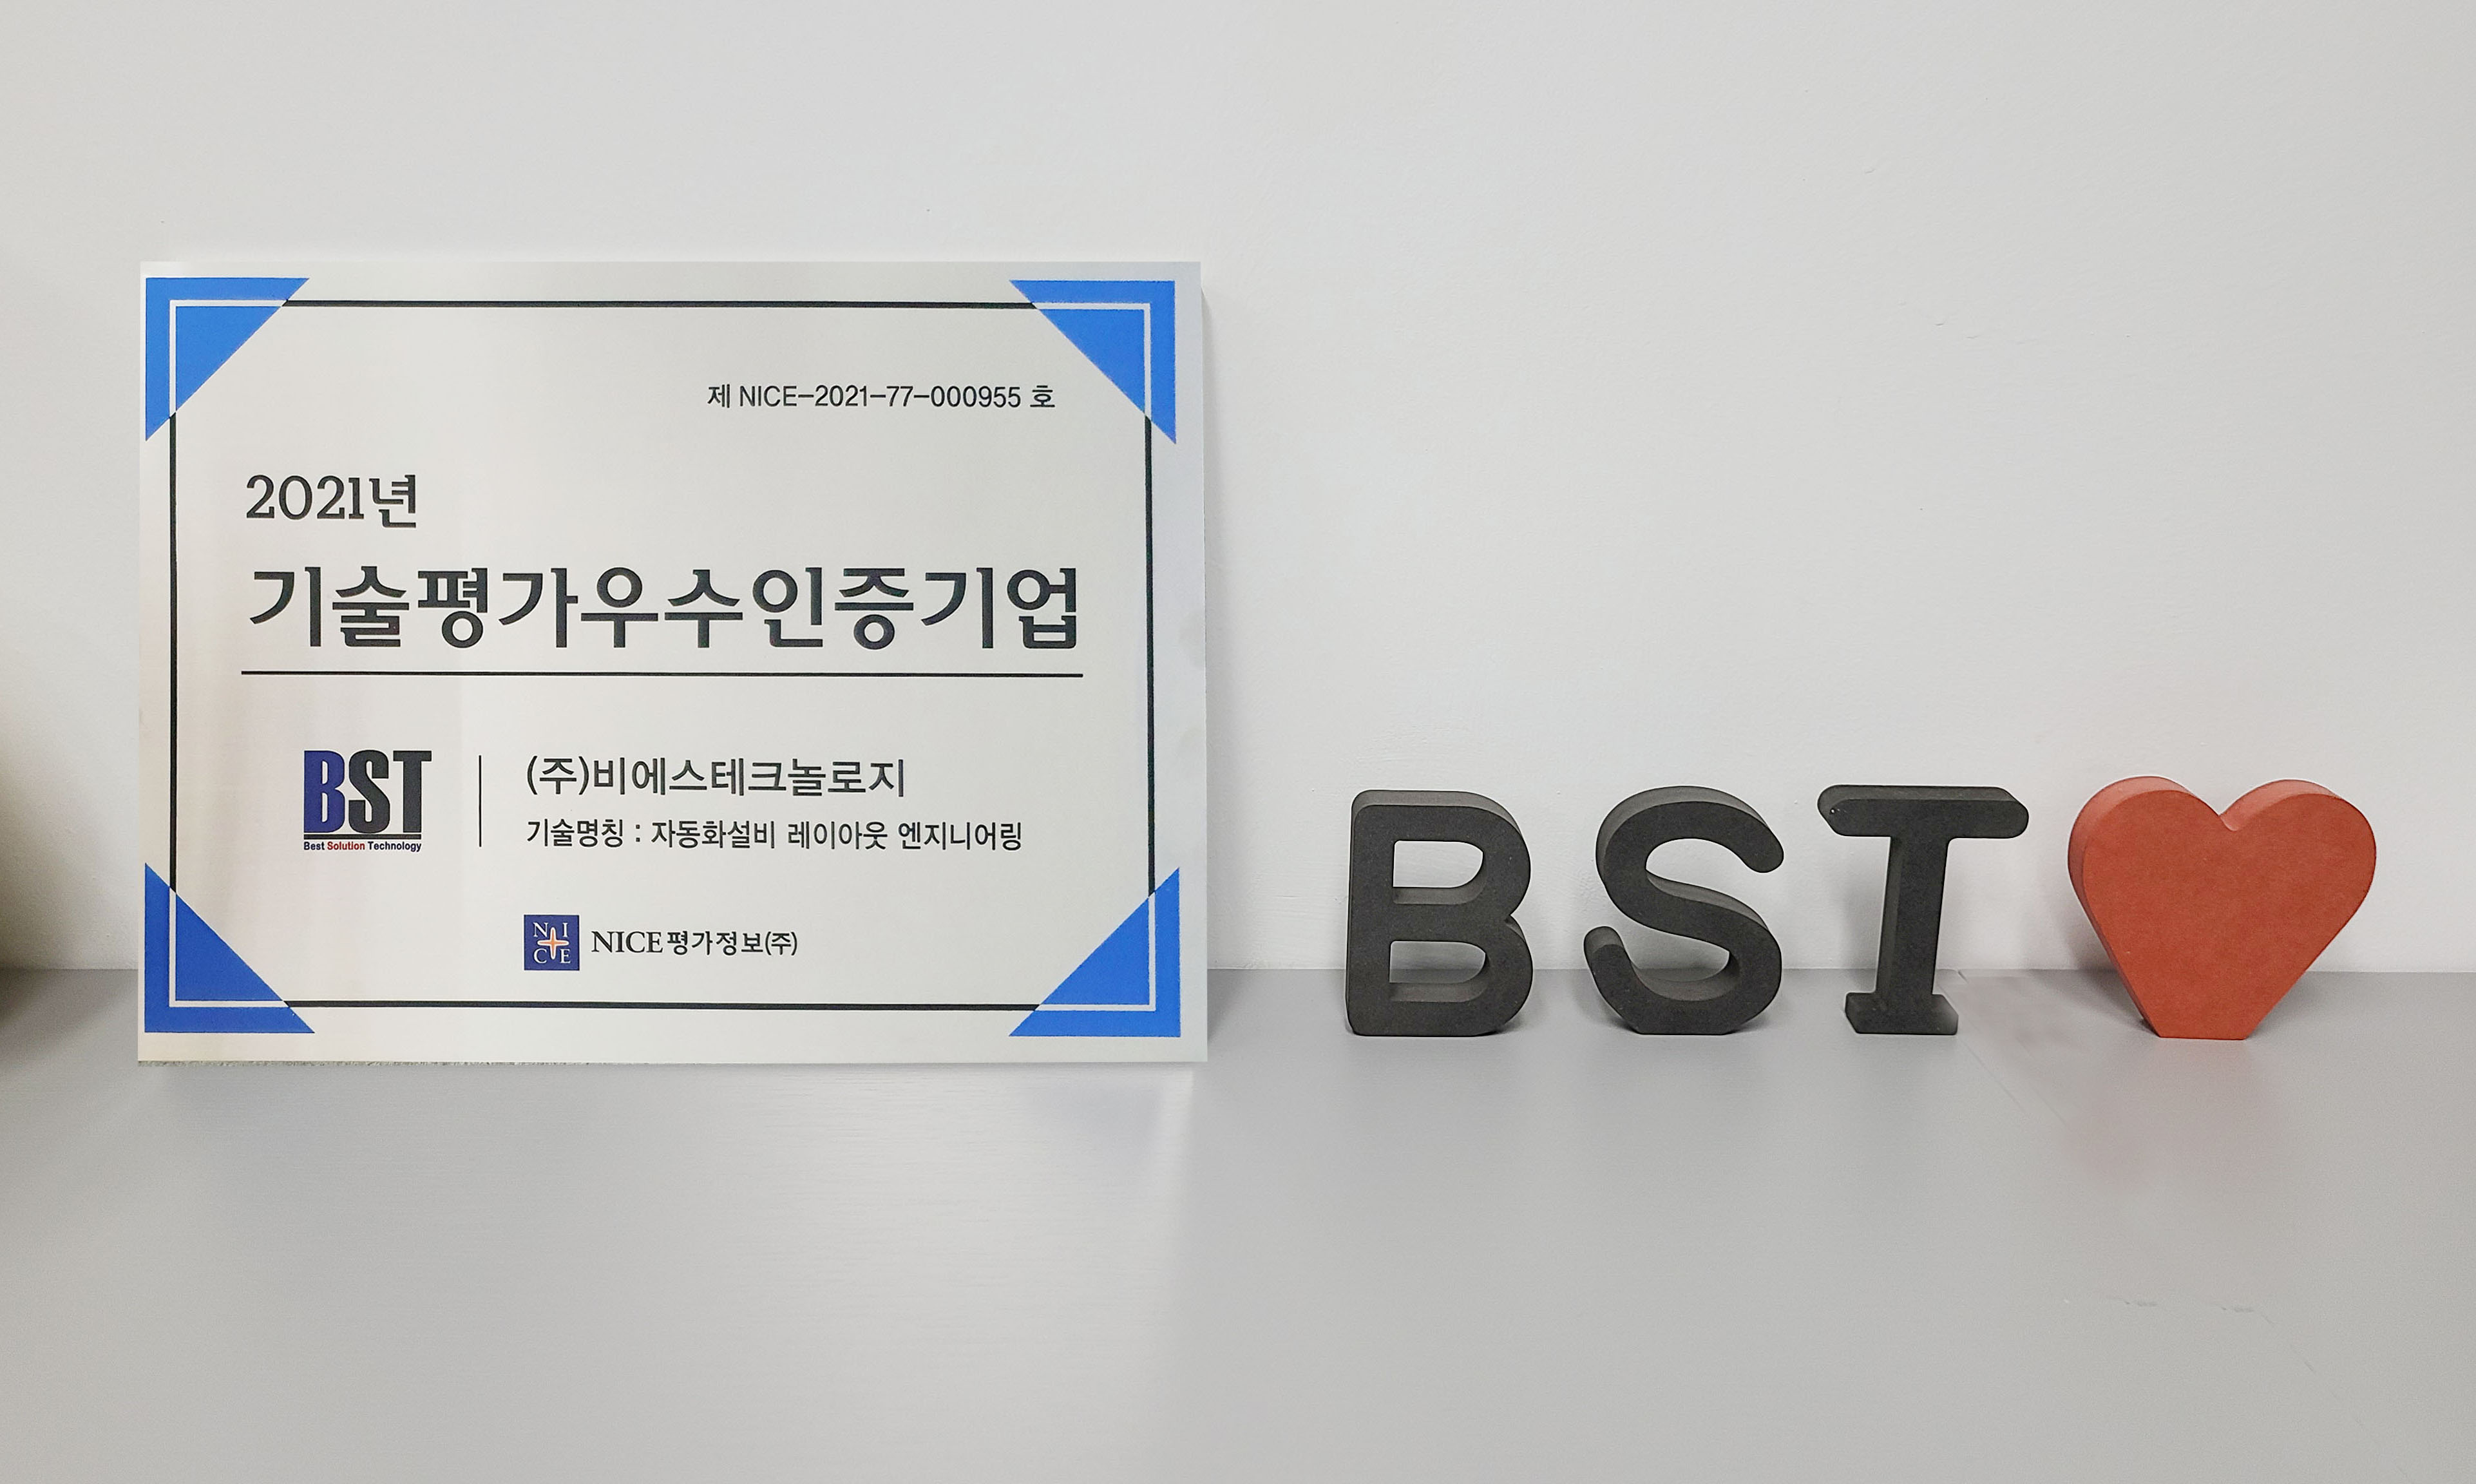 제 NICE-2021-77-000955 호
2021년
기술평가우수인증기업
BST
Best Solution Technology
(주)비에스테크놀로지
기술명칭 : 자동화설비 레이아웃 엔지니어링
NICE
NICE평가정보(주)
BST